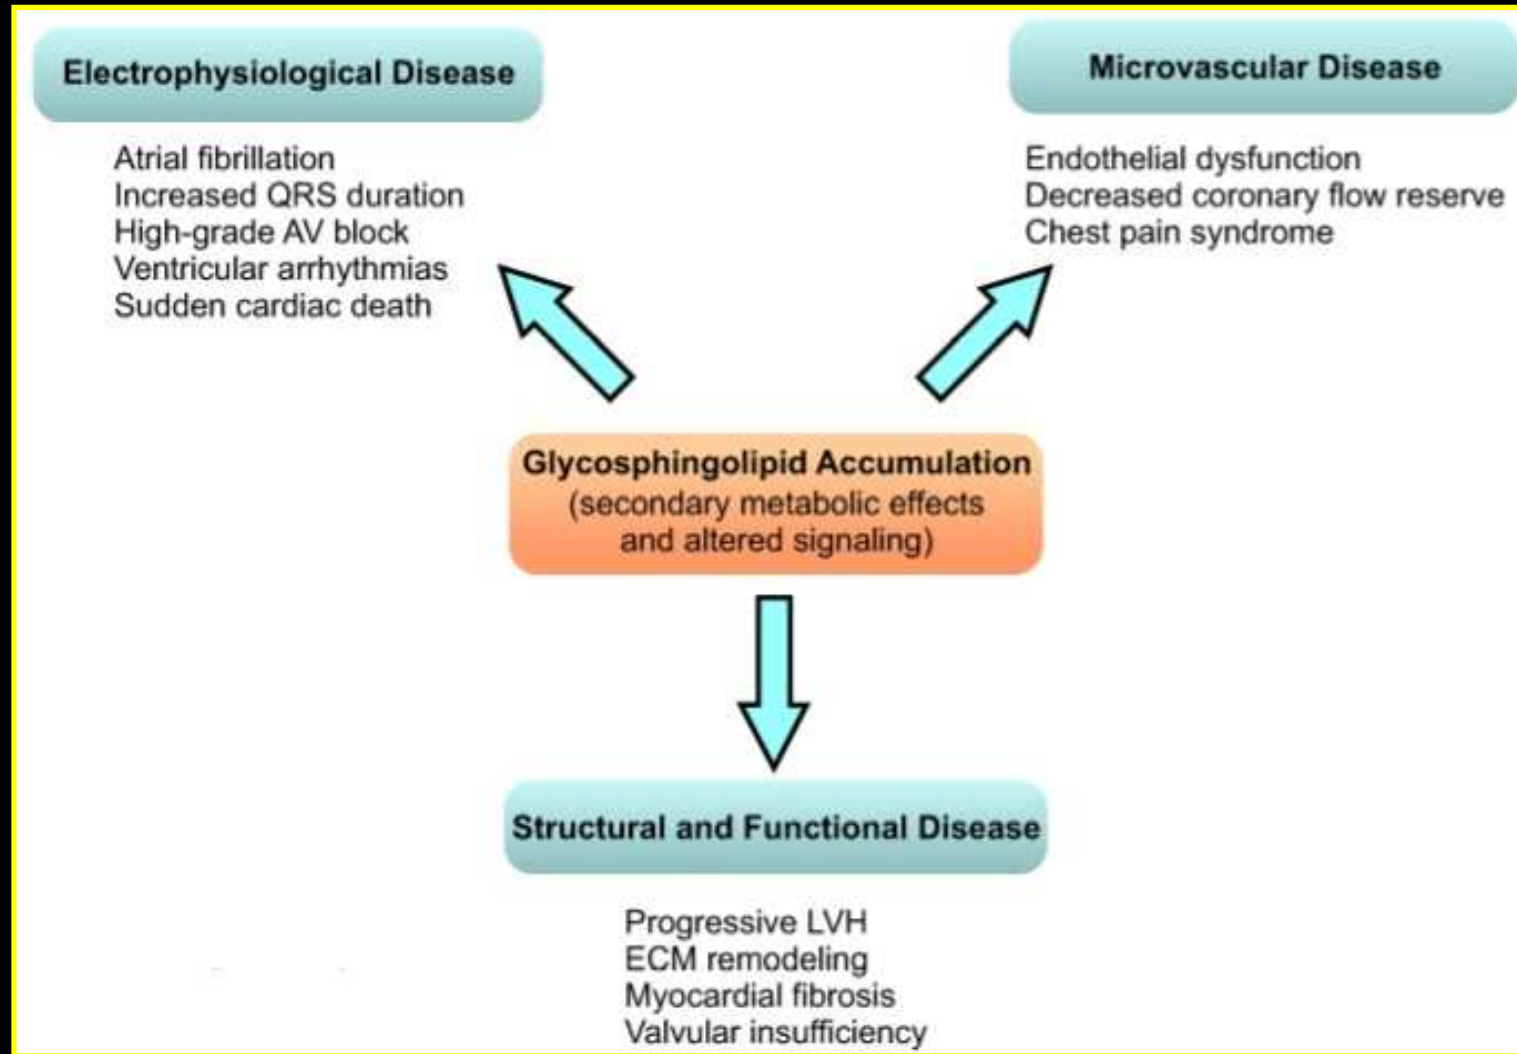 Electrophysiological Disease
Atrial fibrillation
Increased QRS duration
High-grade AV block
Ventricular arrhythmias
Sudden cardiac death
Microvascular Disease
Endothelial dysfunction
Decreased coronary flow reserve
Chest pain syndrome
Glycosphingolipid Accumulation
(secondary metabolic effects
and altered signaling)
Structural and Functional Disease
Progressive LVH
ECM remodeling
Myocardial fibrosis
Valvular insufficiency